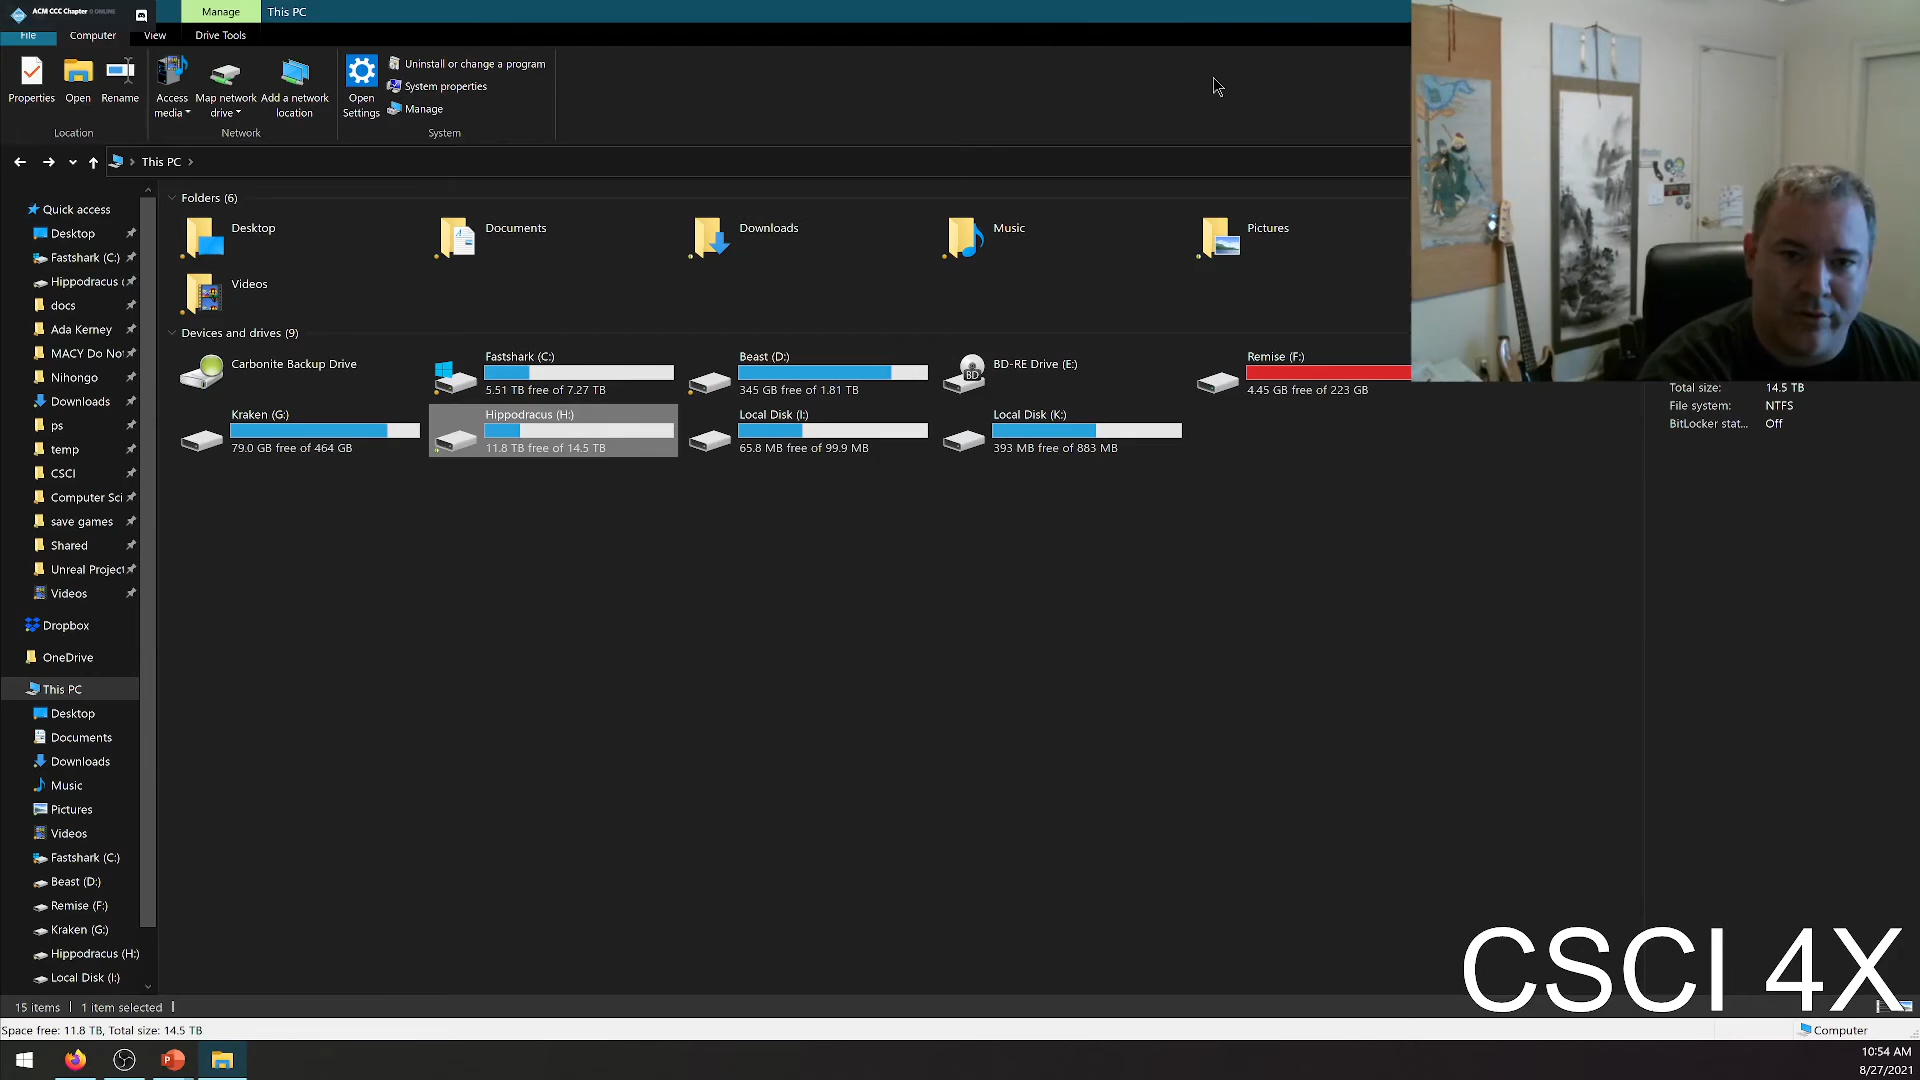 ACM CCC Chapter ONLINE
Manage
This PC
File
Computer
View
Drive Tools
Properties
Open
Rename
Access media
Map network drive
Add a network location
Open Settings
Uninstall or change a program
System properties
Manage
Location
Network
System
This PC
Quick access
Desktop
Fastshark (C:)
Hippodracus (
docs
Ada Kerney
MACY Do No
Nihongo
Downloads
ps
temp
CSCI
Computer Sci
save games
Shared
Unreal Project
Videos
Dropbox
OneDrive
This PC
Desktop
Documents
Downloads
Music
Pictures
Videos
Fastshark (C:)
Beast (D:)
Remise (F:)
Kraken (G:)
Hippodracus (H:)
Local Disk (I:)
Folders (6)
Desktop
Documents
Downloads
Music
Pictures
Videos
Devices and drives (9)
Carbonite Backup Drive
Fastshark (C:)
5.51 TB free of 7.27 TB
Beast (D:)
345 GB free of 1.81 TB
BD-RE Drive (E:)
BD
Remise (F:)
4.45 GB free of 223 GB
Kraken (G:)
79.0 GB free of 464 GB
Hippodracus (H:)
11.8 TB free of 14.5 TB
Local Disk (I:)
65.8 MB free of 99.9 MB
Local Disk (K:)
393 MB free of 883 MB
Total size: 14.5 TB
File system: NTFS
BitLocker stat... Off
CSCI 4X
15 items
1 item selected
Space free: 11.8 TB, Total size: 14.5 TB
Computer
10:54 AM
8/27/2021